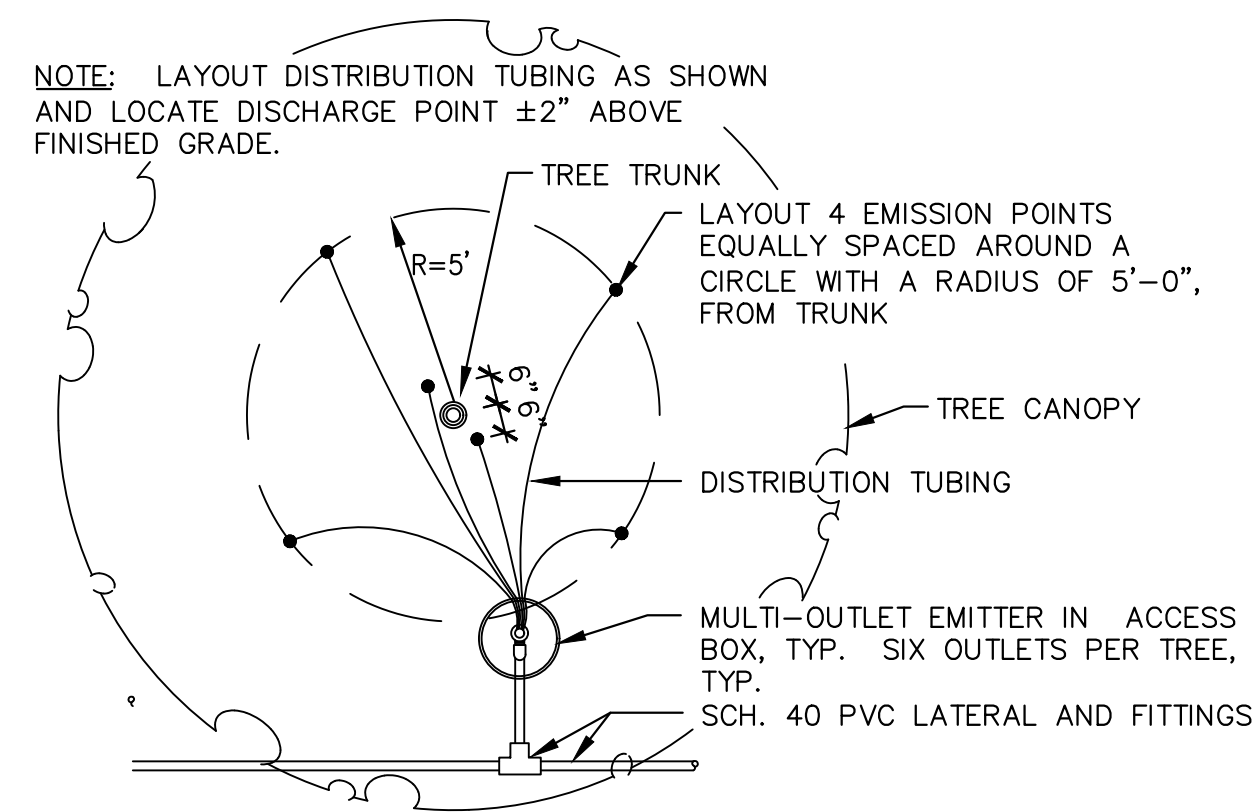 NOTE: LAYOUT DISTRIBUTION TUBING AS SHOWN
AND LOCATE DISCHARGE POINT ±2" ABOVE
FINISHED GRADE.
TREE TRUNK
LAYOUT 4 EMISSION POINTS
EQUALLY SPACED AROUND A
CIRCLE WITH A RADIUS OF 5'-0",
FROM TRUNK
R=5'
6"
6"
TREE CANOPY
DISTRIBUTION TUBING
MULTI-OUTLET EMITTER IN ACCESS
BOX, TYP. SIX OUTLETS PER TREE,
TYP.
SCH. 40 PVC LATERAL AND FITTINGS